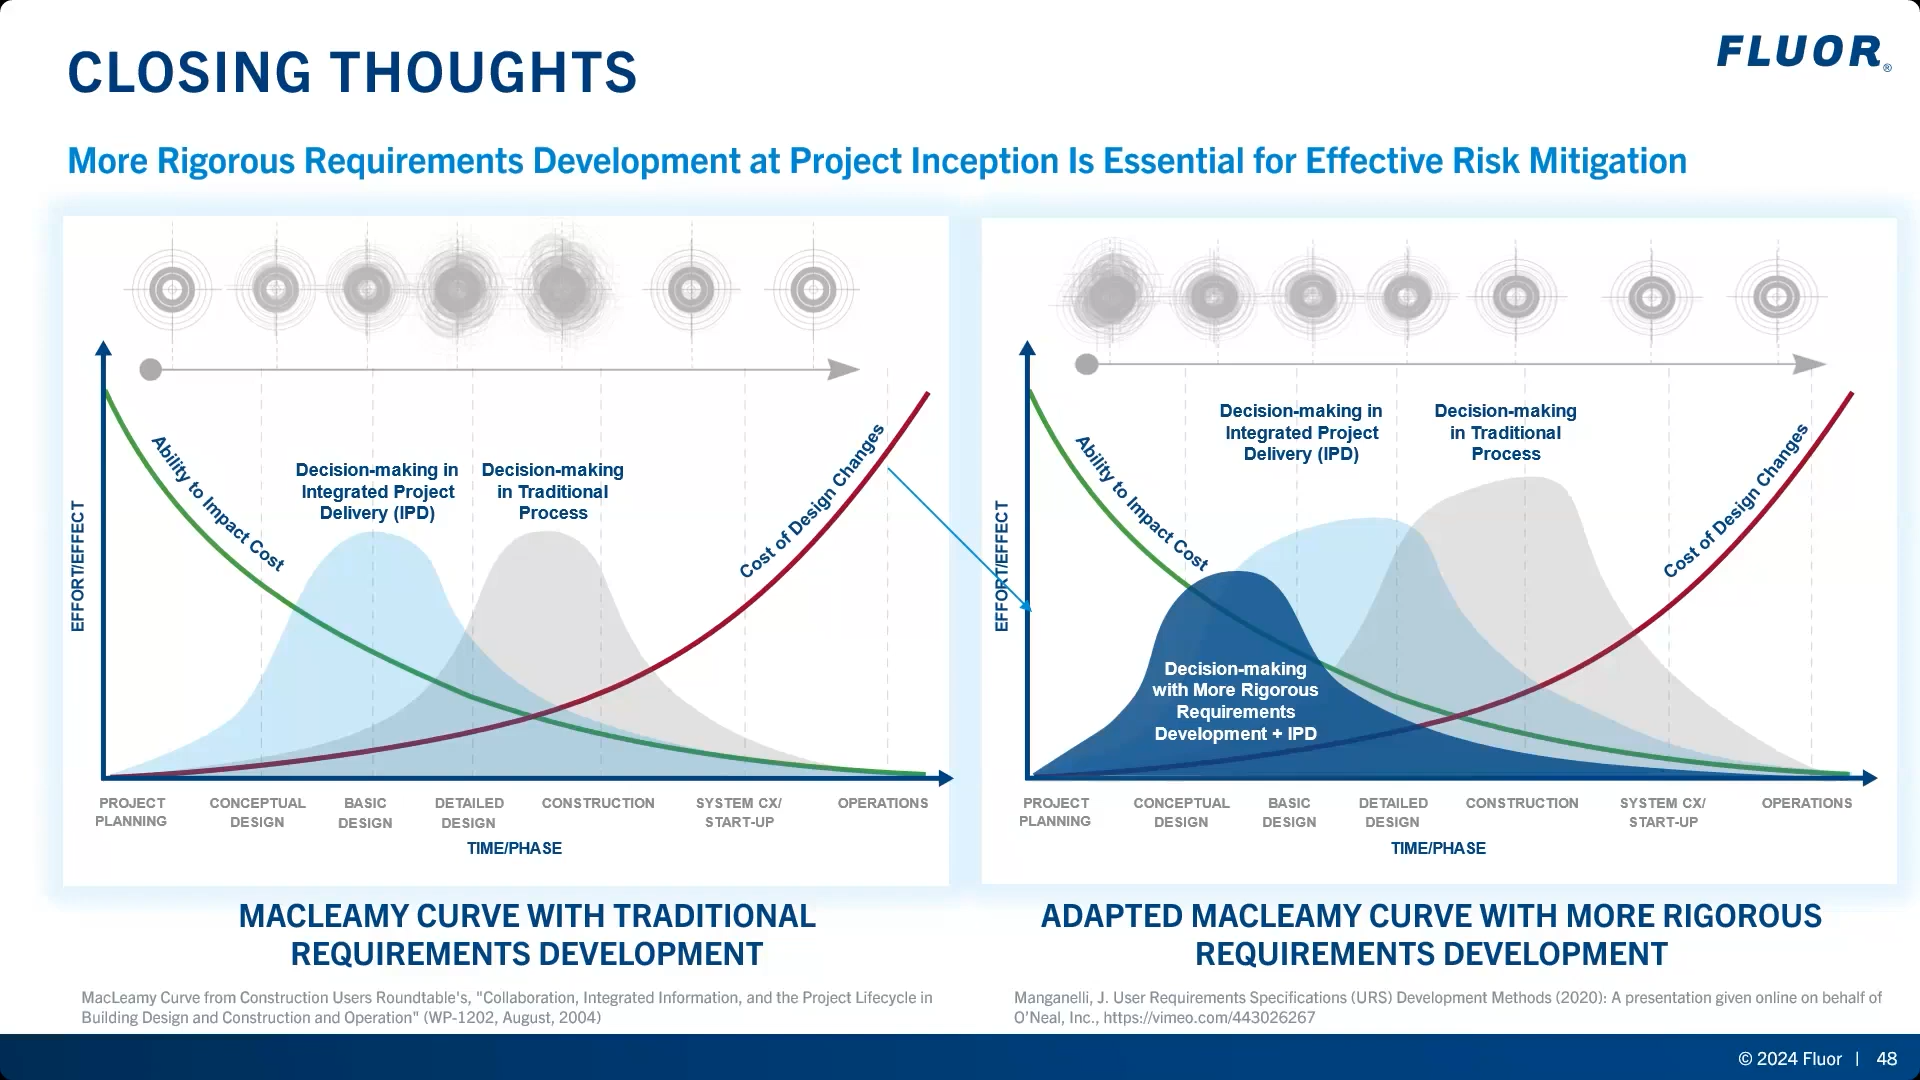 CLOSING THOUGHTS
FLUOR®
More Rigorous Requirements Development at Project Inception Is Essential for Effective Risk Mitigation
EFFORT/EFFECT
Ability to Impact Cost
Decision-making in
Integrated Project
Delivery (IPD)
Decision-making
in Traditional
Process
Cost of Design Changes
PROJECT
PLANNING
CONCEPTUAL
DESIGN
BASIC
DESIGN
DETAILED
DESIGN
CONSTRUCTION
SYSTEM CX/
START-UP
OPERATIONS
TIME/PHASE
MACLEAMY CURVE WITH TRADITIONAL
REQUIREMENTS DEVELOPMENT
MacLeamy Curve from Construction Users Roundtable's, "Collaboration, Integrated Information, and the Project Lifecycle in
Building Design and Construction and Operation" (WP-1202, August, 2004)
EFFORT/EFFECT
Ability to Impact Cost
Decision-making in
Integrated Project
Delivery (IPD)
Decision-making
in Traditional
Process
Cost of Design Changes
Decision-making
with More Rigorous
Requirements
Development + IPD
PROJECT
PLANNING
CONCEPTUAL
DESIGN
BASIC
DESIGN
DETAILED
DESIGN
CONSTRUCTION
SYSTEM CX/
START-UP
OPERATIONS
TIME/PHASE
ADAPTED MACLEAMY CURVE WITH MORE RIGOROUS
REQUIREMENTS DEVELOPMENT
Manganelli, J. User Requirements Specifications (URS) Development Methods (2020): A presentation given online on behalf of
O'Neal, Inc., https://vimeo.com/443026267
© 2024 Fluor | 48